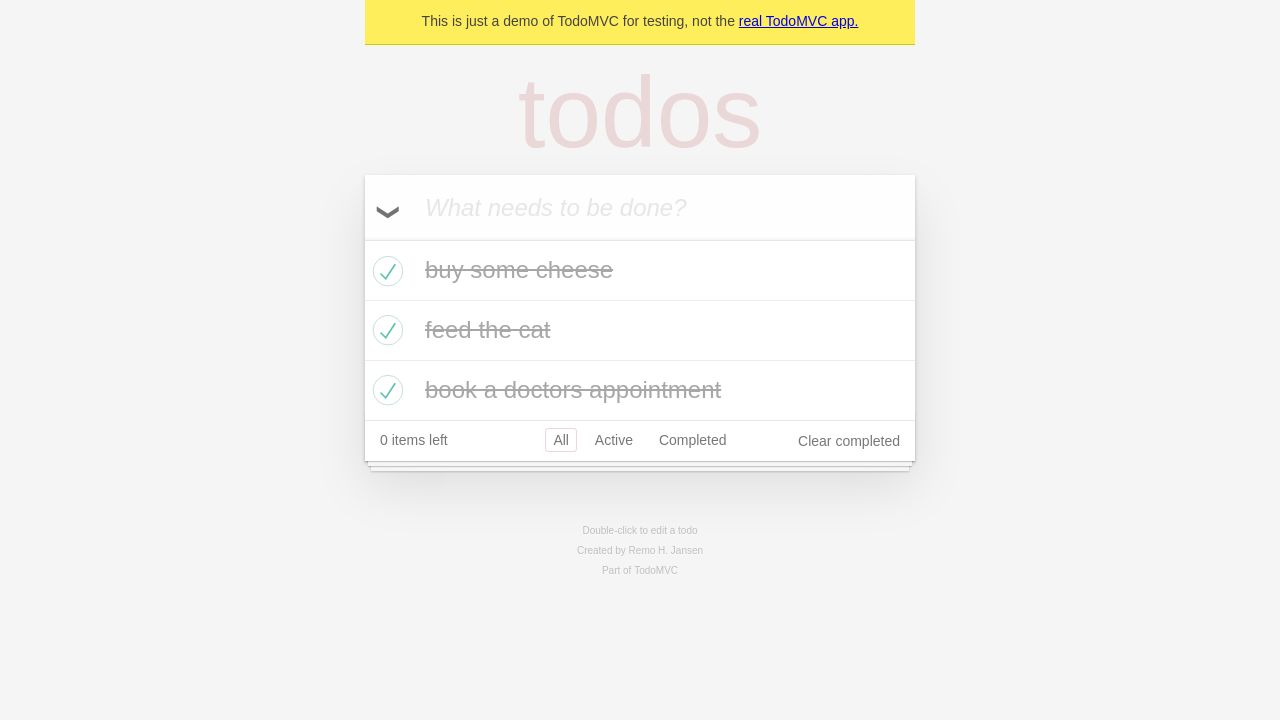 This is just a demo of TodoMVC for testing, not the real TodoMVC app.
todos
What needs to be done?
buy some cheese
feed the cat
book a doctors appointment
0 items left All Active Completed Clear completed
Double-click to edit a todo
Created by Remo H. Jansen
Part of TodoMVC